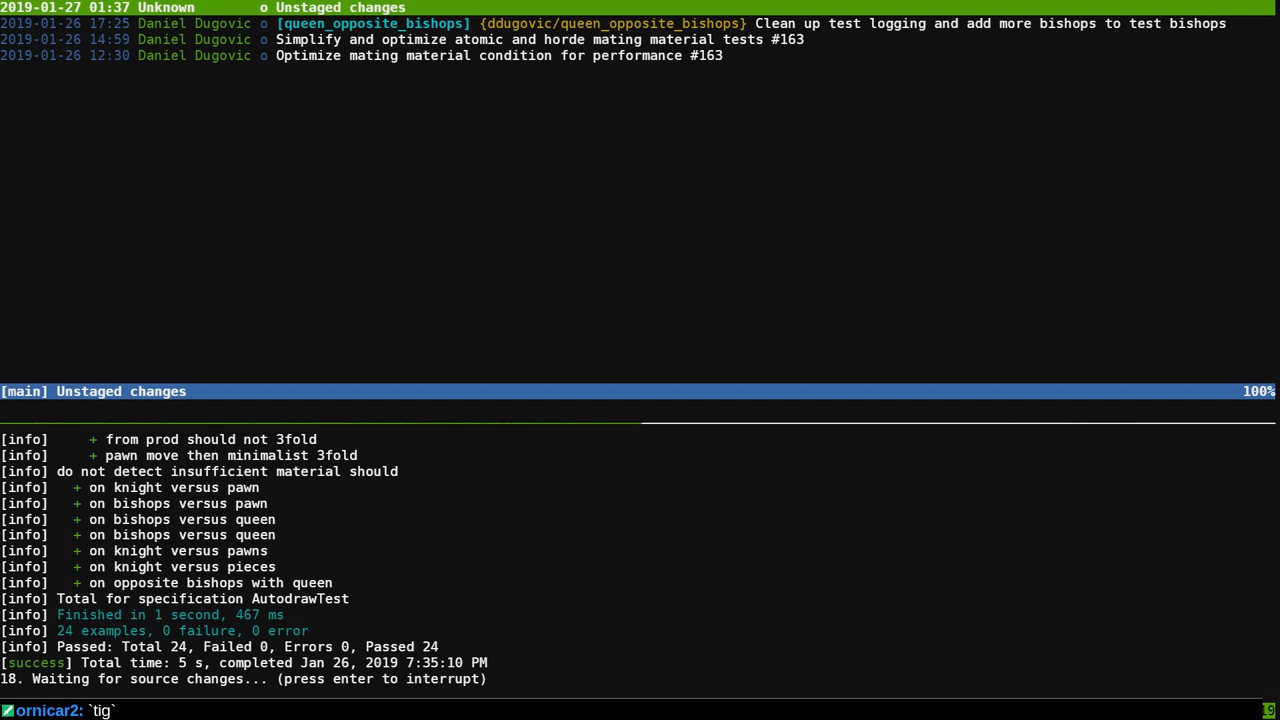 2019-01-27 01:37 Unknown o Unstaged changes
2019-01-26 17:25 Daniel Dugovic o [queen_opposite_bishops] {ddugovic/queen_opposite_bishops} Clean up test logging and add more bishops to test bishops
2019-01-26 14:59 Daniel Dugovic o Simplify and optimize atomic and horde mating material tests #163
2019-01-26 12:30 Daniel Dugovic o Optimize mating material condition for performance #163
[main] Unstaged changes 100%
[info] + from prod should not 3fold
[info] + pawn move then minimalist 3fold
[info] do not detect insufficient material should
[info] + on knight versus pawn
[info] + on bishops versus pawn
[info] + on bishops versus queen
[info] + on bishops versus queen
[info] + on knight versus pawns
[info] + on knight versus pieces
[info] + on opposite bishops with queen
[info] Total for specification AutodrawTest
[info] Finished in 1 second, 467 ms
[info] 24 examples, 0 failure, 0 error
[info] Passed: Total 24, Failed 0, Errors 0, Passed 24
[success] Total time: 5 s, completed Jan 26, 2019 7:35:10 PM
18. Waiting for source changes... (press enter to interrupt)
ornicar2: `tig` 19